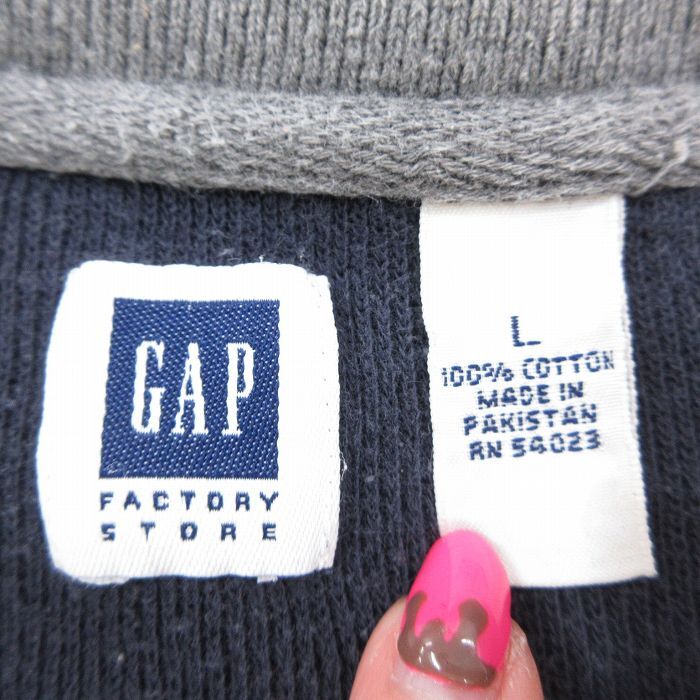 GAP
FACTORY
STORE
L
100% COTTON
MADE IN
PAKISTAN
RN 54023